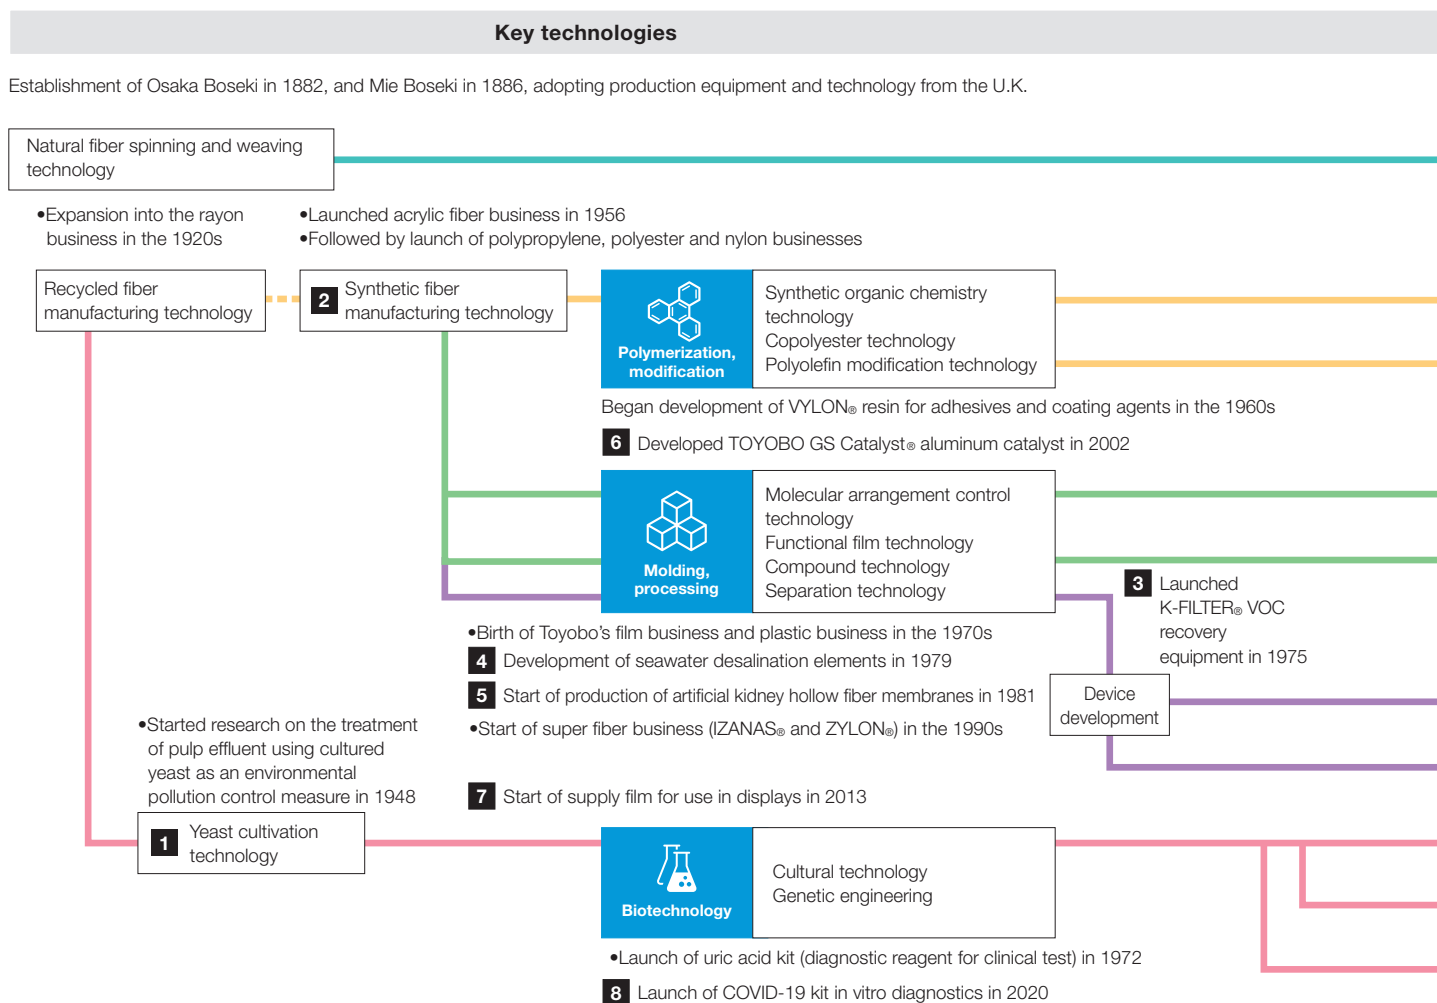 Key technologies
Establishment of Osaka Boseki in 1882, and Mie Boseki in 1886, adopting production equipment and technology from the U.K.
Natural fiber spinning and weaving
technology
•Expansion into the rayon
business in the 1920s
•Launched acrylic fiber business in 1956
•Followed by launch of polypropylene, polyester and nylon businesses
Recycled fiber
manufacturing technology
2 Synthetic fiber
manufacturing technology
Polymerization,
modification
Synthetic organic chemistry
technology
Copolyester technology
Polyolefin modification technology
Began development of VYLON® resin for adhesives and coating agents in the 1960s
6 Developed TOYOBO GS Catalyst® aluminum catalyst in 2002
Molding,
processing
Molecular arrangement control
technology
Functional film technology
Compound technology
Separation technology
3 Launched
K-FILTER® VOC
recovery
equipment in 1975
•Birth of Toyobo's film business and plastic business in the 1970s
4 Development of seawater desalination elements in 1979
5 Start of production of artificial kidney hollow fiber membranes in 1981
•Start of super fiber business (IZANAS® and ZYLON®) in the 1990s
Device
development
•Started research on the treatment
of pulp effluent using cultured
yeast as an environmental
pollution control measure in 1948
7 Start of supply film for use in displays in 2013
1 Yeast cultivation
technology
Biotechnology
Cultural technology
Genetic engineering
•Launch of uric acid kit (diagnostic reagent for clinical test) in 1972
8 Launch of COVID-19 kit in vitro diagnostics in 2020